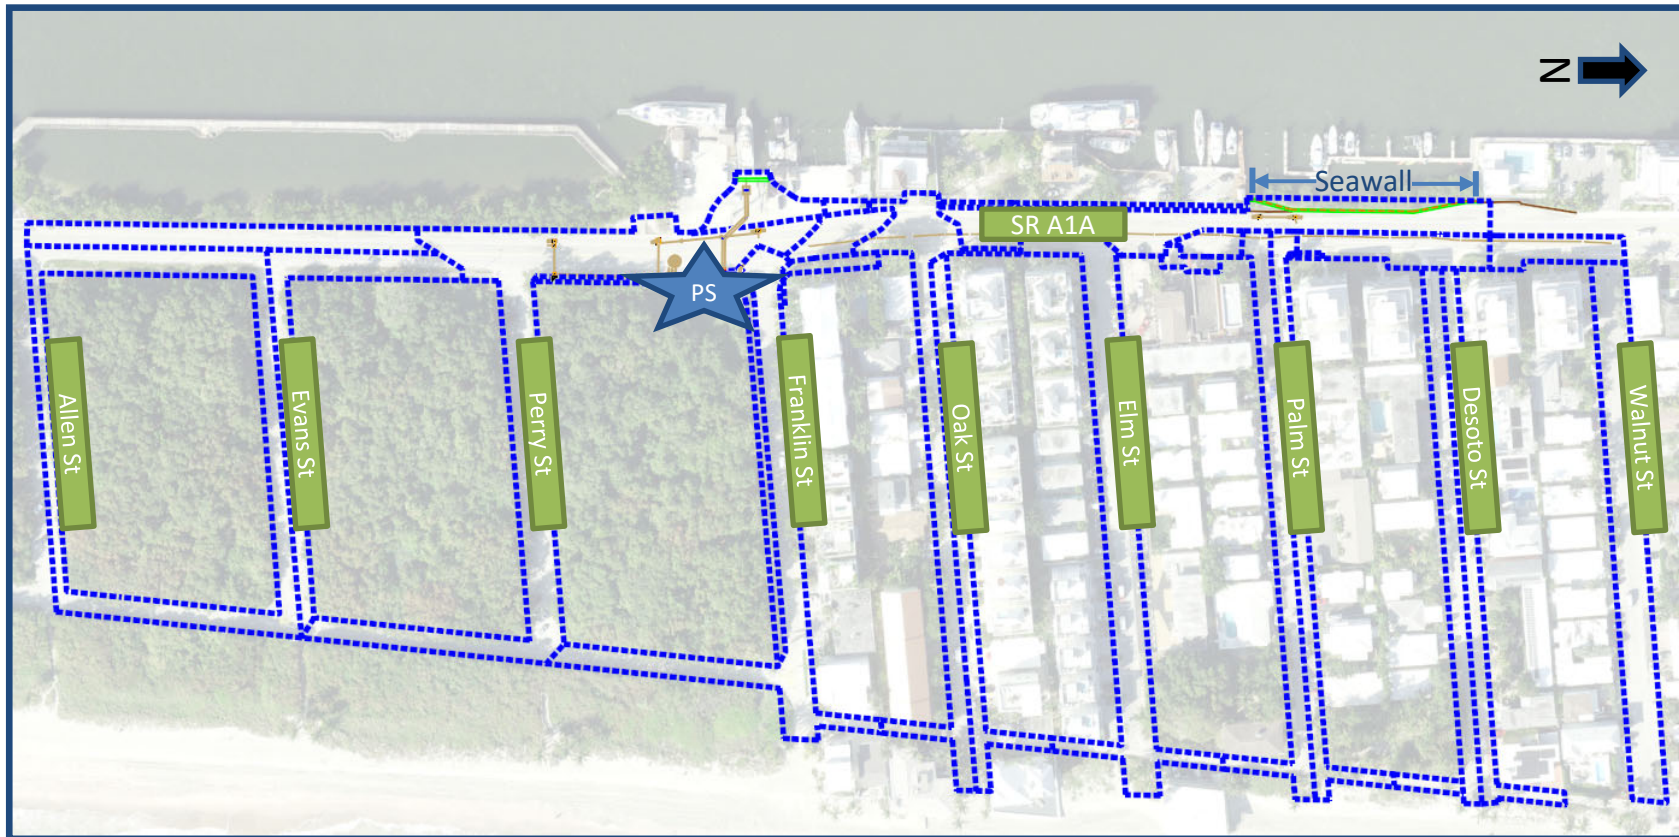 N
Seawall
SR A1A
PS
Allen St
Evans St
Perry St
Franklin St
Oak St
Elm St
Palm St
Desoto St
Walnut St